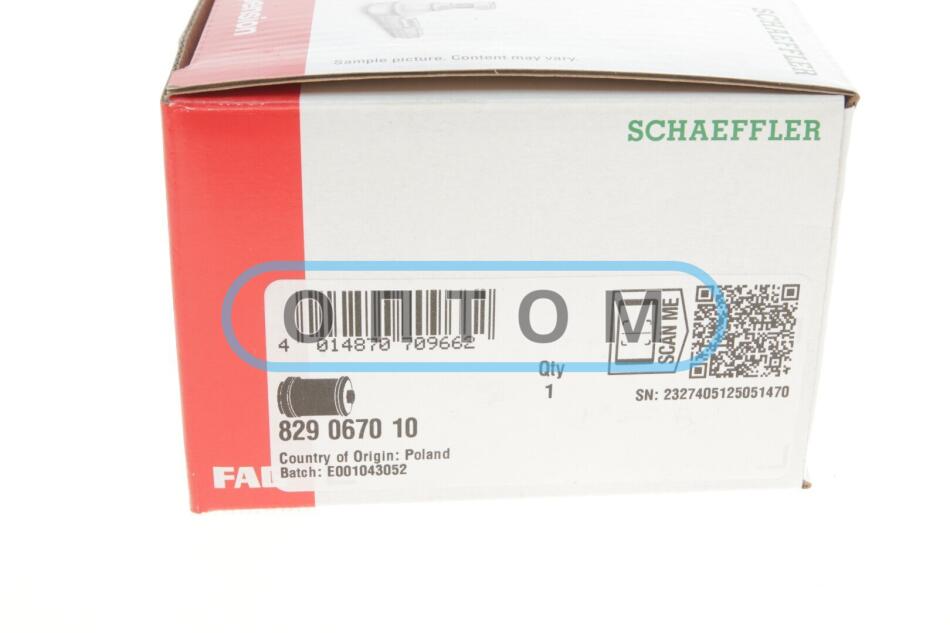 Sample picture. Content may vary.
SCHAEFFLER
SCHAEFFLER
ОПТОМ
4 014870 709662
SCAN ME
Qty
1
SN: 2327405125051470
829 0670 10
Country of Origin: Poland
Batch: E001043052